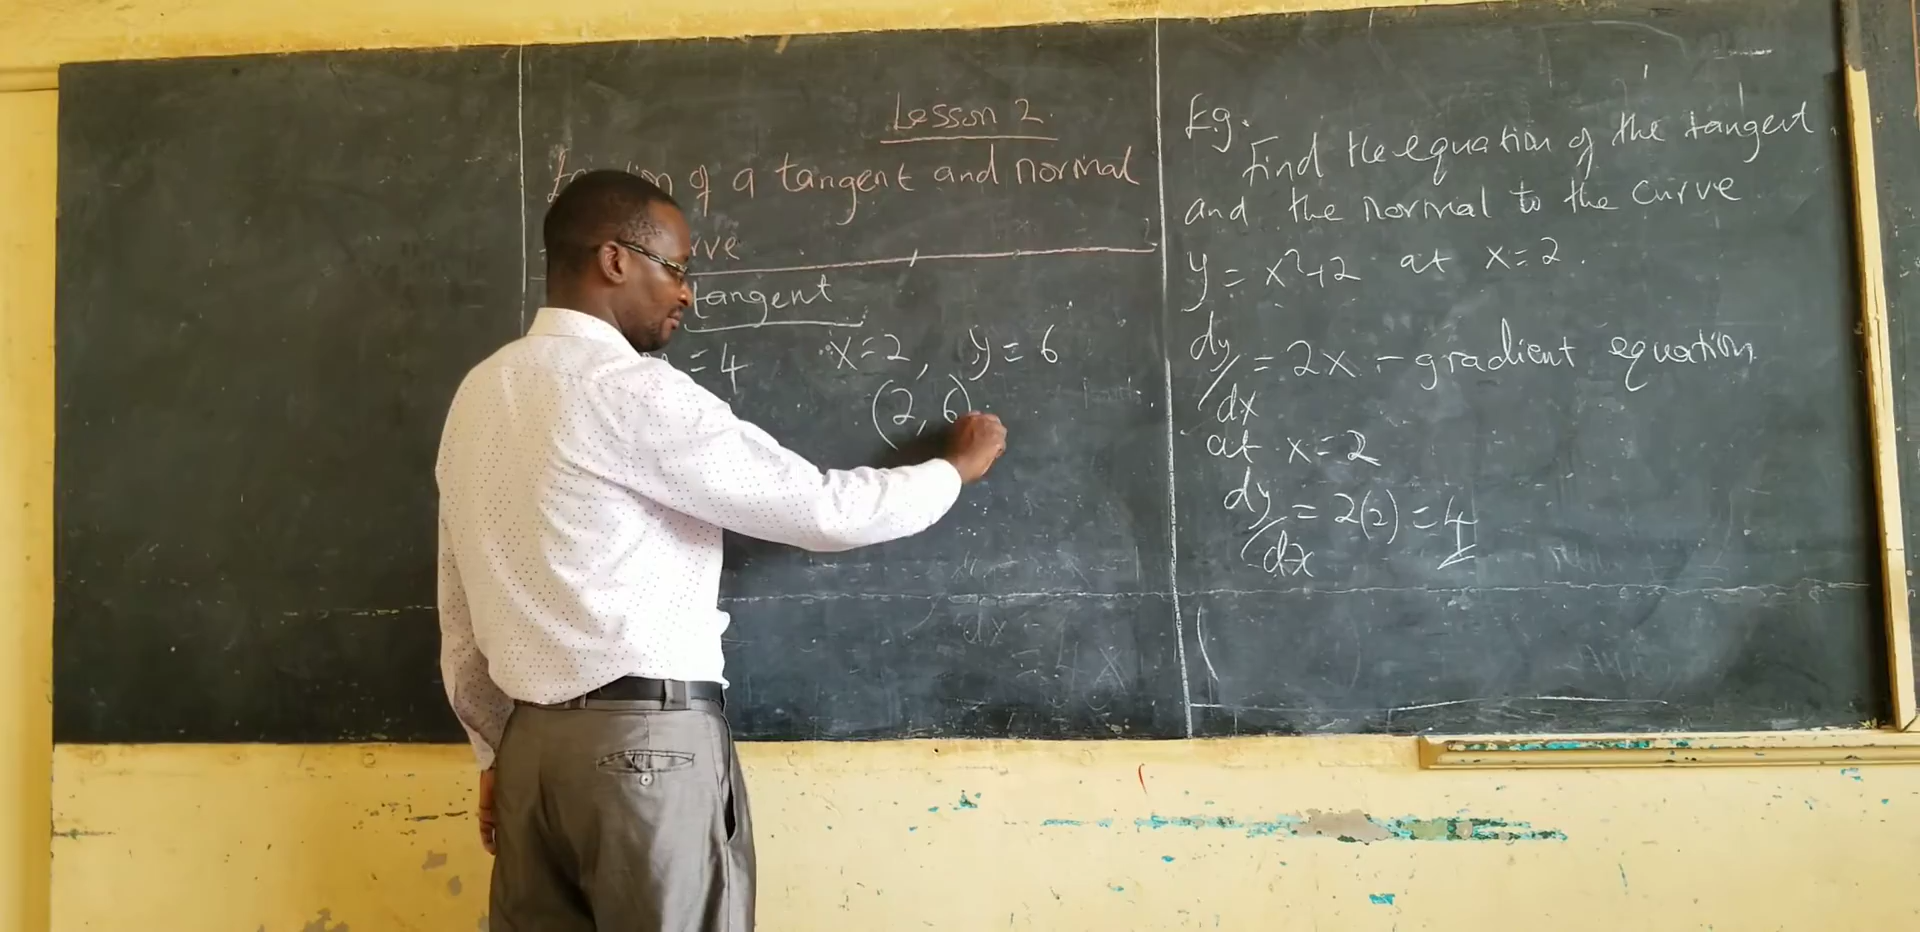 Lesson 2.
of a tangent and normal
tangent
= 4 x = 2, y = 6
(2, 6)
E.g.
Find the equation of the tangent
and the normal to the curve
y = x²+2 at x = 2.
dy/dx = 2x - gradient equation
at x = 2
dy/dx = 2(2) = 4